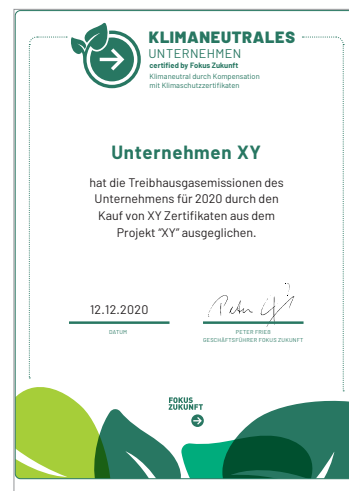 KLIMANEUTRALES
UNTERNEHMEN
certified by Fokus Zukunft
Klimaneutral durch Kompensation
mit Klimaschutzzertifikaten
Unternehmen XY
hat die Treibhausgasemissionen des
Unternehmens für 2020 durch den
Kauf von XY Zertifikaten aus dem
Projekt "XY" ausgeglichen.
12.12.2020
DATUM
PETER FRIEß
GESCHÄFTSFÜHRER FOKUS ZUKUNFT
FOKUS
ZUKUNFT